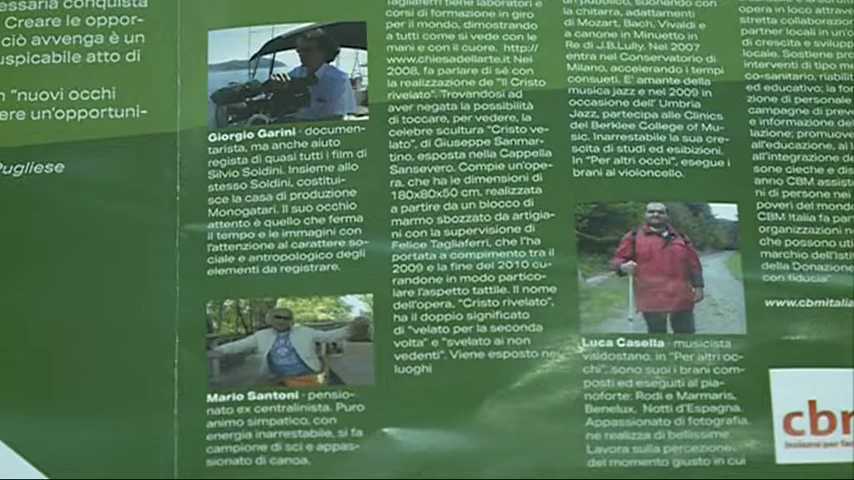 essaria conquista
Creare le oppor-
ciò avvenga è un
uspicabile atto di
n "nuovi occhi
ere un'opportuni-
Pugliese
Giorgio Garini · documen-
tarista, ma anche aiuto
regista di quasi tutti i film di
Silvio Soldini. Insieme allo
stesso Soldini, costitui-
sce la casa di produzione
Monogatari. Il suo occhio
attento è quello che ferma
il tempo e le immagini con
l'attenzione al carattere so-
ciale e antropologico degli
elementi da registrare.
Mario Santoni · pensio-
nato ex centralinista. Puro
animo simpatico, con
energia inarrestabile, si fa
campione di sci e appas-
sionato di canoa.
Tagliaferri tiene laboratori e
corsi di formazione in giro
per il mondo, dimostrando
a tutti come si vede con le
mani e con il cuore. http://
www.chiesadellarte.it Nel
2008, fa parlare di sé con
la realizzazione de "Il Cristo
rivelato". Trovandosi ad
aver negata la possibilità
di toccare, per vedere, la
celebre scultura "Cristo ve-
lato", di Giuseppe Sanmar-
tino, esposta nella Cappella
Sansevero. Compie un'ope-
ra, che ha le dimensioni di
180x80x50 cm, realizzata
a partire da un blocco di
marmo sbozzato da artigia-
ni con la supervisione di
Felice Tagliaferri, che l'ha
portata a compimento tra il
2009 e la fine del 2010 cu-
randone in modo partico-
lare l'aspetto tattile. Il nome
dell'opera, "Cristo rivelato",
ha il doppio significato
di "velato per la seconda
volta" e "svelato ai non
vedenti". Viene esposto nei
luoghi
pubblico, suonando con
la chitarra, adattamenti
di Mozart, Bach, Vivaldi e
a canone in Minuetto in
Re di J.B.Lully. Nel 2007
entra nel Conservatorio di
Milano, accelerando i tempi
consueti. E' amante della
musica jazz e nel 2009 in
occasione dell' Umbria
Jazz, partecipa alle Clinics
del Berklee College of Mu-
sic. Inarrestabile la sua cre-
scita di studi ed esibizioni.
In "Per altri occhi", esegue i
brani al violoncello.
Luca Casella · musicista
valdostano, in "Per altri oc-
chi", sono suoi i brani com-
posti ed eseguiti al pia-
noforte: Rodi e Marmaris,
Benelux, Notti d'Espagna.
Appassionato di fotografia,
ne realizza di bellissime.
Lavora sulla percezione
del momento giusto in cui
opera in loco attrave
stretta collaborazion
partner locali in un'o
di crescita e svilupp
locale. Sostiene pro
interventi di tipo me
co-sanitario, riabilit
ed educativo; la for
zione di personale
campagne di preve
e informazione del
lazione; promuove
all'educazione, al l
all'integrazione de
sone cieche e dis
anno CBM assist
ni di persone nei
poveri del mondo
CBM Italia fa part
organizzazioni n
che possono uti
marchio dell'Isti
della Donazione
con fiducia"
www.cbmitalia
cbm
insieme per fa